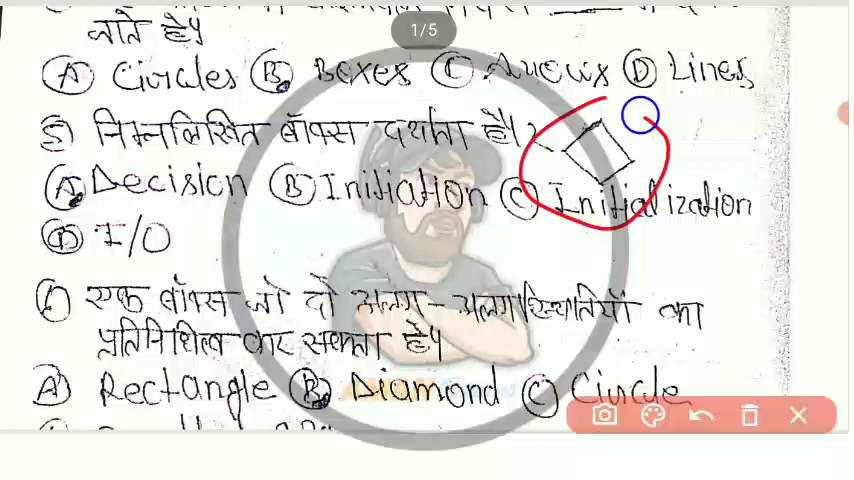 1/5
जाते है।
(A) Circles (B) Boxes (C) Arrows (D) Lines
5) निम्नलिखित बॉक्स दर्शाता है।?
(A) Decision (B) Initiation (C) Initialization
(D) I/O
एक बॉक्स जो दो अलग-अलग स्थितियों का
प्रतिनिधित्व कर सकता है।
A) Rectangle (B) Diamond (C) Circle